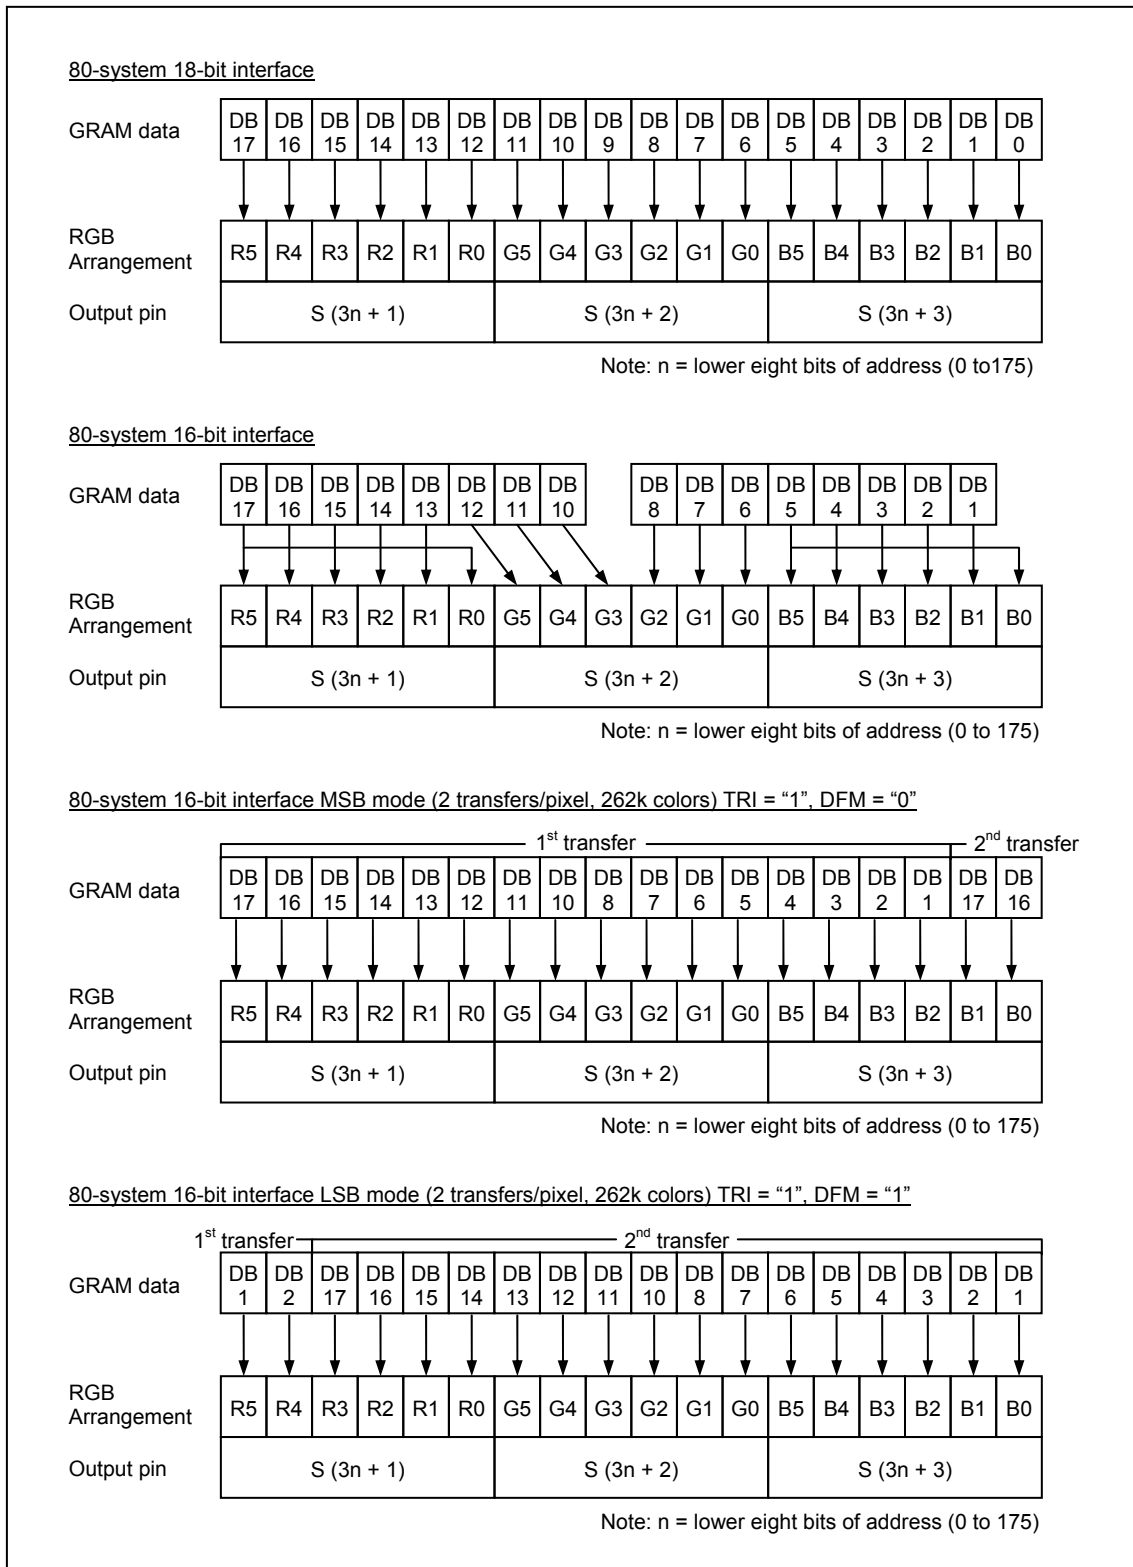 80-system 18-bit interface
GRAM data
DB 17 DB 16 DB 15 DB 14 DB 13 DB 12 DB 11 DB 10 DB 9 DB 8 DB 7 DB 6 DB 5 DB 4 DB 3 DB 2 DB 1 DB 0
RGB Arrangement
R5 R4 R3 R2 R1 R0 G5 G4 G3 G2 G1 G0 B5 B4 B3 B2 B1 B0
Output pin S (3n + 1) S (3n + 2) S (3n + 3)
Note: n = lower eight bits of address (0 to175)
80-system 16-bit interface
GRAM data
DB 17 DB 16 DB 15 DB 14 DB 13 DB 12 DB 11 DB 10 DB 8 DB 7 DB 6 DB 5 DB 4 DB 3 DB 2 DB 1
RGB Arrangement
R5 R4 R3 R2 R1 R0 G5 G4 G3 G2 G1 G0 B5 B4 B3 B2 B1 B0
Output pin S (3n + 1) S (3n + 2) S (3n + 3)
Note: n = lower eight bits of address (0 to 175)
80-system 16-bit interface MSB mode (2 transfers/pixel, 262k colors) TRI = “1”, DFM = “0”
1st transfer 2nd transfer
GRAM data
DB 17 DB 16 DB 15 DB 14 DB 13 DB 12 DB 11 DB 10 DB 8 DB 7 DB 6 DB 5 DB 4 DB 3 DB 2 DB 1 DB 17 DB 16
RGB Arrangement
R5 R4 R3 R2 R1 R0 G5 G4 G3 G2 G1 G0 B5 B4 B3 B2 B1 B0
Output pin S (3n + 1) S (3n + 2) S (3n + 3)
Note: n = lower eight bits of address (0 to 175)
80-system 16-bit interface LSB mode (2 transfers/pixel, 262k colors) TRI = “1”, DFM = “1”
1st transfer 2nd transfer
GRAM data
DB 1 DB 2 DB 17 DB 16 DB 15 DB 14 DB 13 DB 12 DB 11 DB 10 DB 8 DB 7 DB 6 DB 5 DB 4 DB 3 DB 2 DB 1
RGB Arrangement
R5 R4 R3 R2 R1 R0 G5 G4 G3 G2 G1 G0 B5 B4 B3 B2 B1 B0
Output pin S (3n + 1) S (3n + 2) S (3n + 3)
Note: n = lower eight bits of address (0 to 175)